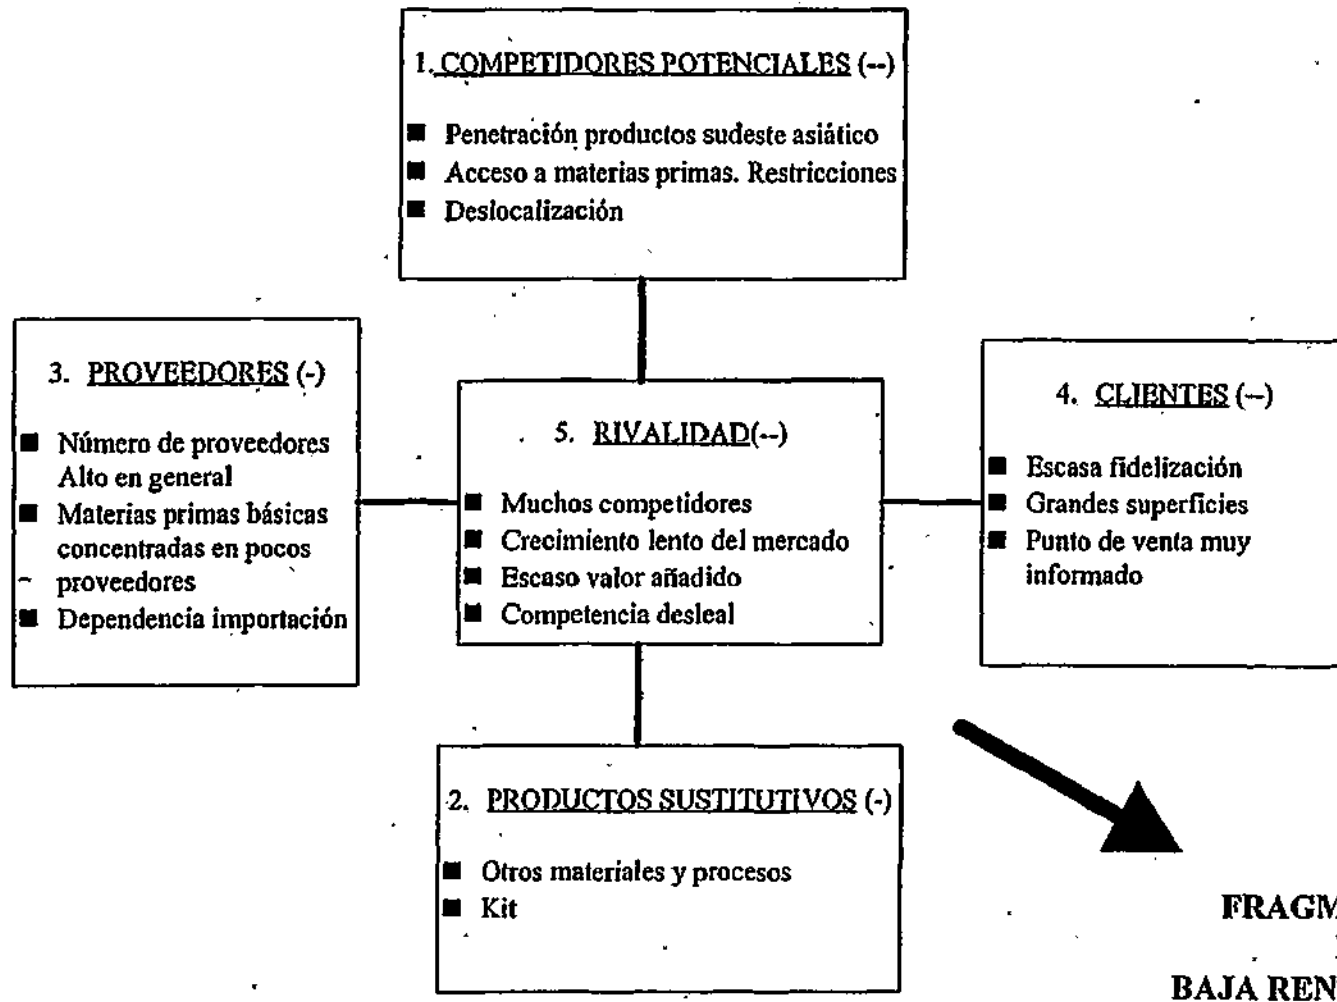 1. COMPETIDORES POTENCIALES (--)
■ Penetración productos sudeste asiático
■ Acceso a materias primas. Restricciones
■ Deslocalización
3. PROVEEDORES (-)
■ Número de proveedores
Alto en general
■ Materias primas básicas
concentradas en pocos
proveedores
■ Dependencia importación
5. RIVALIDAD(--)
■ Muchos competidores
■ Crecimiento lento del mercado
■ Escaso valor añadido
■ Competencia desleal
4. CLIENTES (--)
■ Escasa fidelización
■ Grandes superficies
■ Punto de venta muy
informado
2. PRODUCTOS SUSTITUTIVOS (-)
■ Otros materiales y procesos
■ Kit
FRAGM
BAJA REN